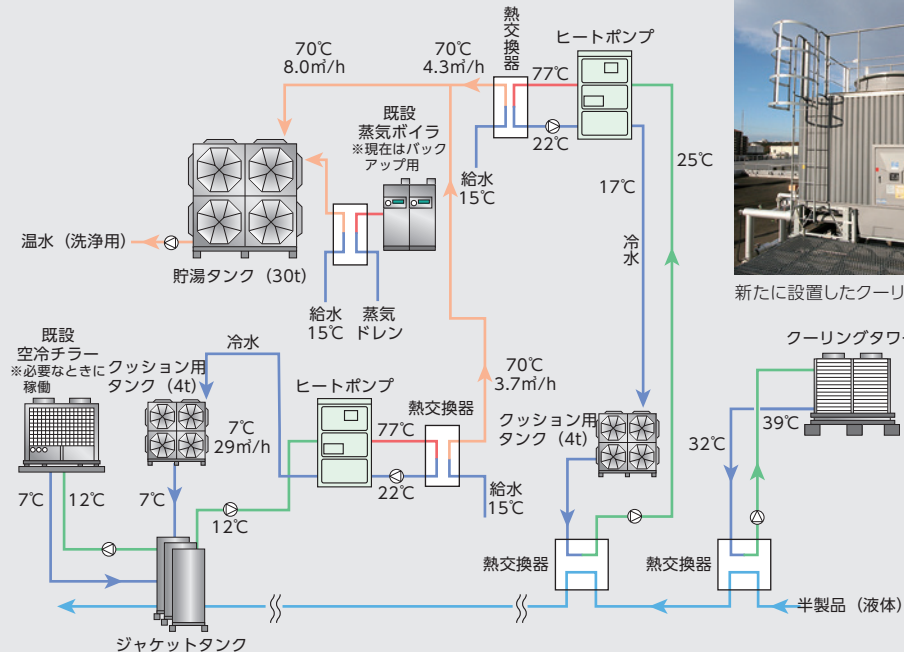 70℃
8.0㎥/h
70℃
4.3㎥/h
熱交換器
77℃
ヒートポンプ
22℃
給水
15℃
25℃
17℃
冷水
既設
蒸気ボイラ
※現在はバック
アップ用
温水（洗浄用）
貯湯タンク（30t）
給水
15℃
蒸気
ドレン
新たに設置したクーリ
既設
空冷チラー
※必要なときに
稼働
クッション用
タンク（4t）
冷水
7℃
29㎥/h
ヒートポンプ
77℃
熱交換器
70℃
3.7㎥/h
22℃
給水
15℃
クッション用
タンク（4t）
クーリングタワー
32℃
39℃
7℃
12℃
7℃
12℃
熱交換器
熱交換器
半製品（液体）
ジャケットタンク